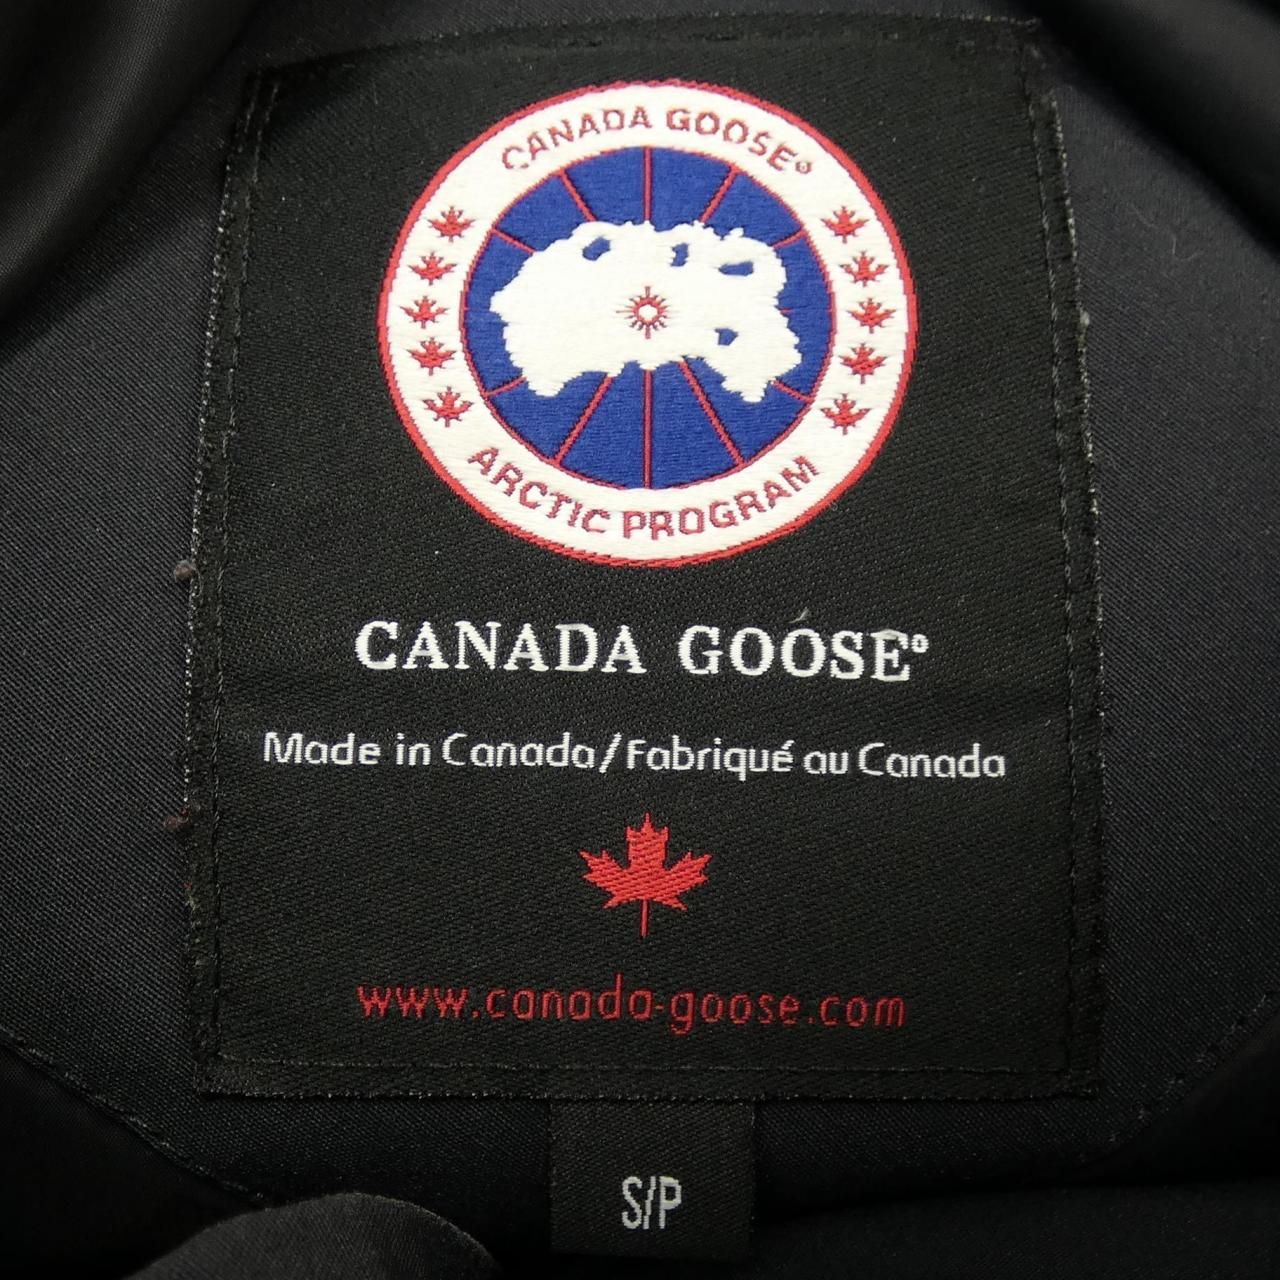 CANADA GOOSE®
ARCTIC PROGRAM
CANADA GOOSE®
Made in Canada/Fabriqué au Canada
www.canada-goose.com
S/P